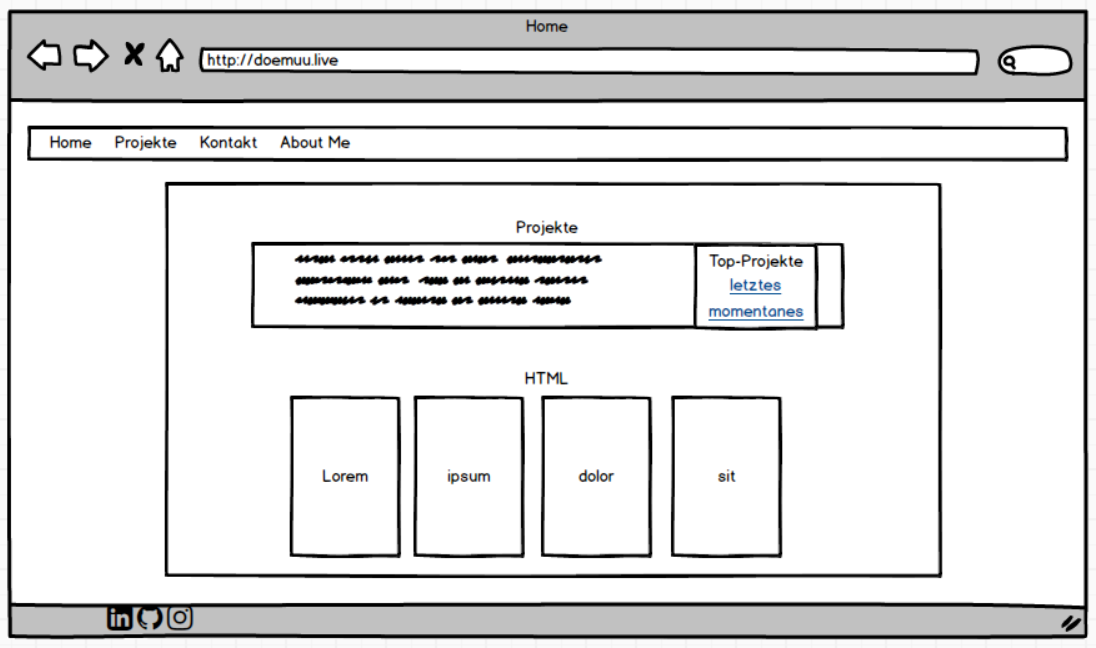 Home
http://doemuu.live
Home Projekte Kontakt About Me
Projekte
Top-Projekte
letztes
momentanes
HTML
Lorem ipsum dolor sit
in